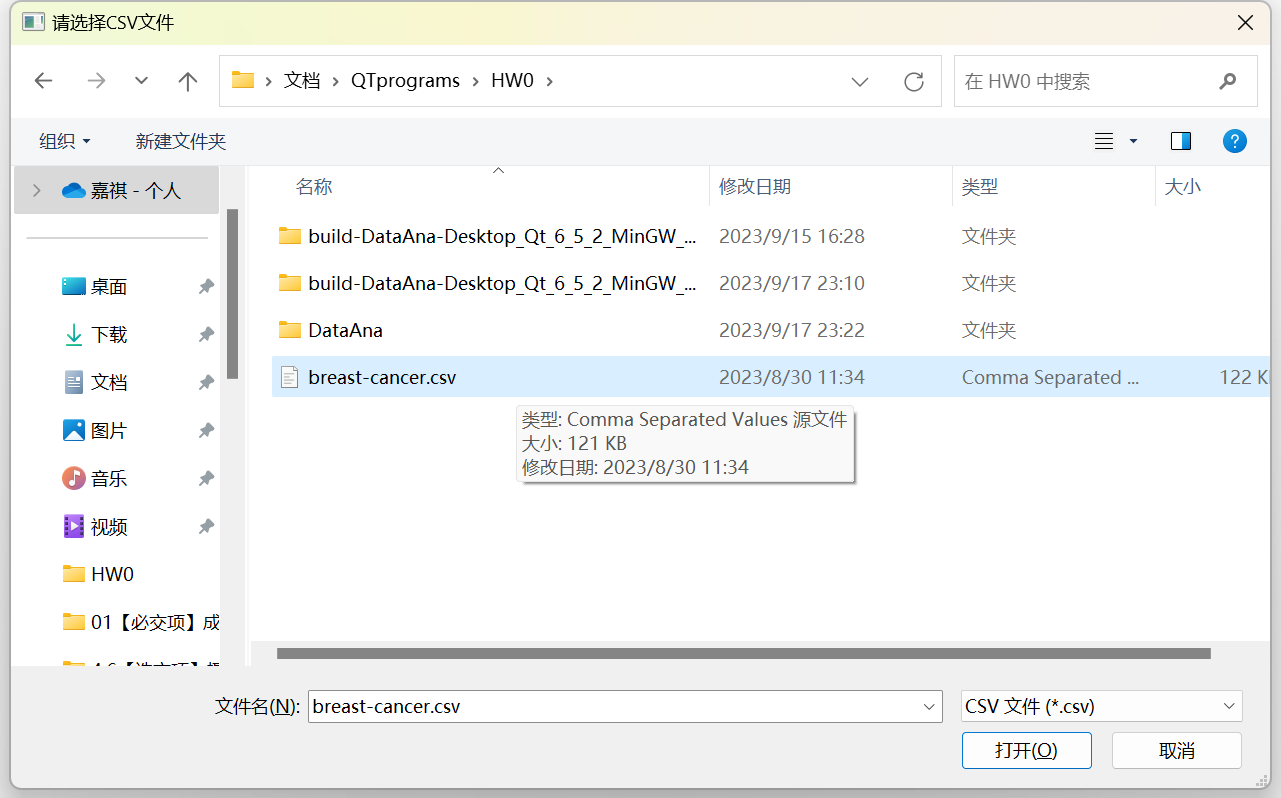 请选择CSV文件
文档 QTprograms HW0
在 HW0 中搜索
组织 新建文件夹
嘉祺 - 个人
桌面
下载
文档
图片
音乐
视频
HW0
01【必交项】成
名称 修改日期 类型 大小
build-DataAna-Desktop_Qt_6_5_2_MinGW_... 2023/9/15 16:28 文件夹
build-DataAna-Desktop_Qt_6_5_2_MinGW_... 2023/9/17 23:10 文件夹
DataAna 2023/9/17 23:22 文件夹
breast-cancer.csv 2023/8/30 11:34 Comma Separated ... 122 K
类型: Comma Separated Values 源文件
大小: 121 KB
修改日期: 2023/8/30 11:34
文件名(N): breast-cancer.csv CSV 文件 (*.csv)
打开(O) 取消